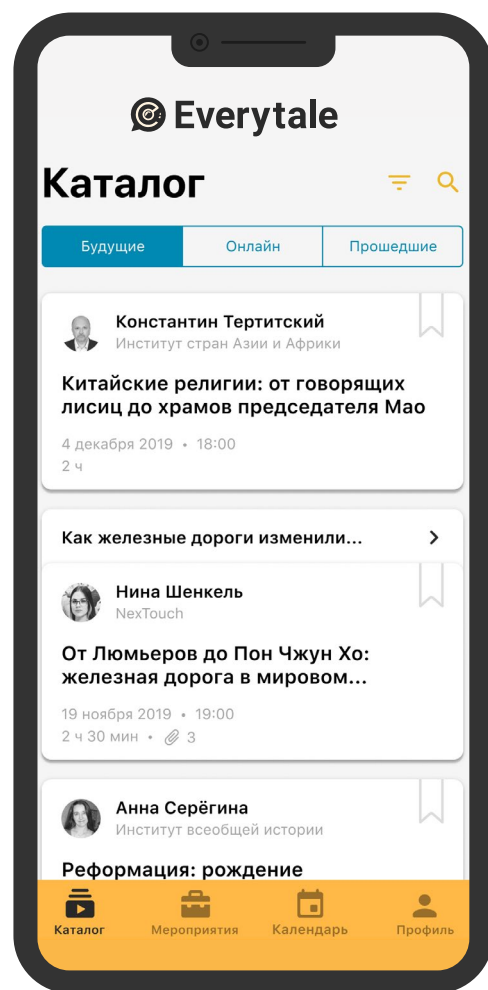 Everytale
Каталог
Будущие
Онлайн
Прошедшие
Константин Тертитский
Институт стран Азии и Африки
Китайские религии: от говорящих
лисиц до храмов председателя Мао
4 декабря 2019 • 18:00
2 ч
Как железные дороги изменили...
Нина Шенкель
NexTouch
От Люмьеров до Пон Чжун Хо:
железная дорога в мировом...
19 ноября 2019 • 19:00
2 ч 30 мин • 3
Анна Серёгина
Институт всеобщей истории
Реформация: рождение
Каталог
Мероприятия
Календарь
Профиль